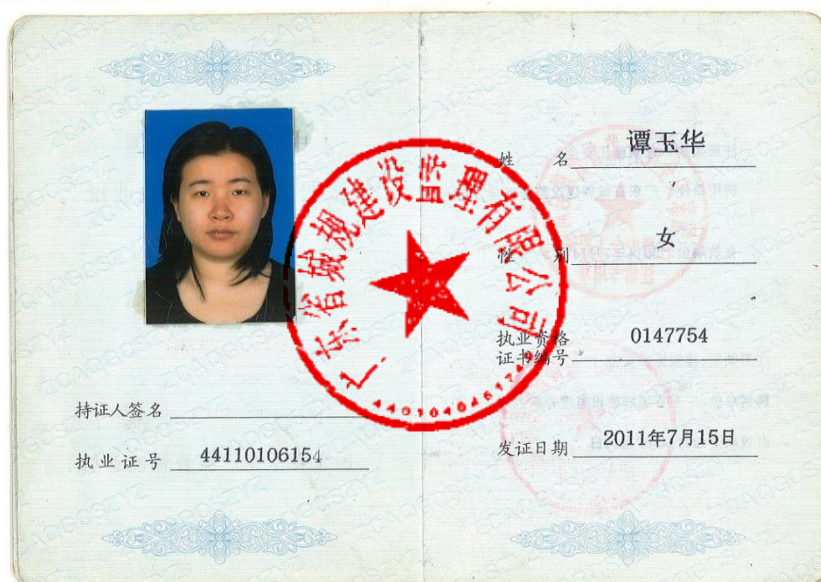 持证人签名
执业证号 44110106154
姓名 谭玉华
性别 女
执业资格
证书编号 0147754
发证日期 2011年7月15日
广东省城规建设监理有限公司